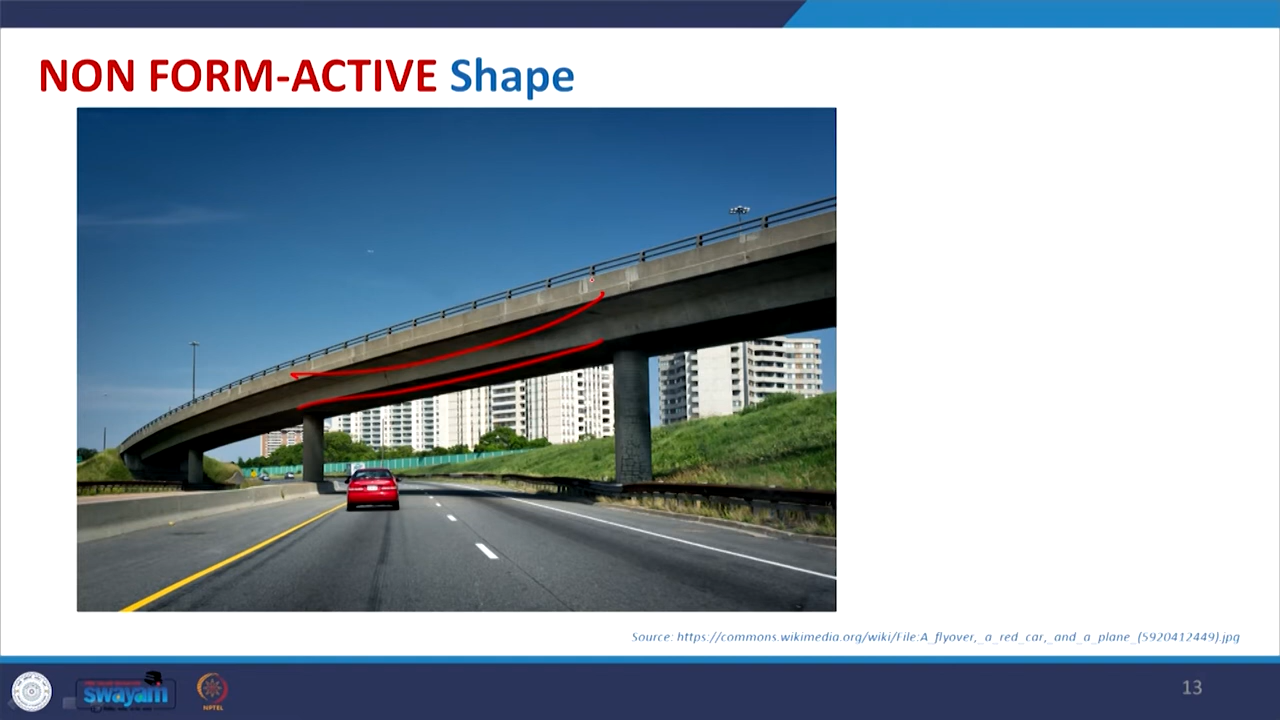 NON FORM-ACTIVE Shape
Source: https://commons.wikimedia.org/wiki/File:A_flyover,_a_red_car,_and_a_plane_(5920412449).jpg
swayam
NPTEL
13